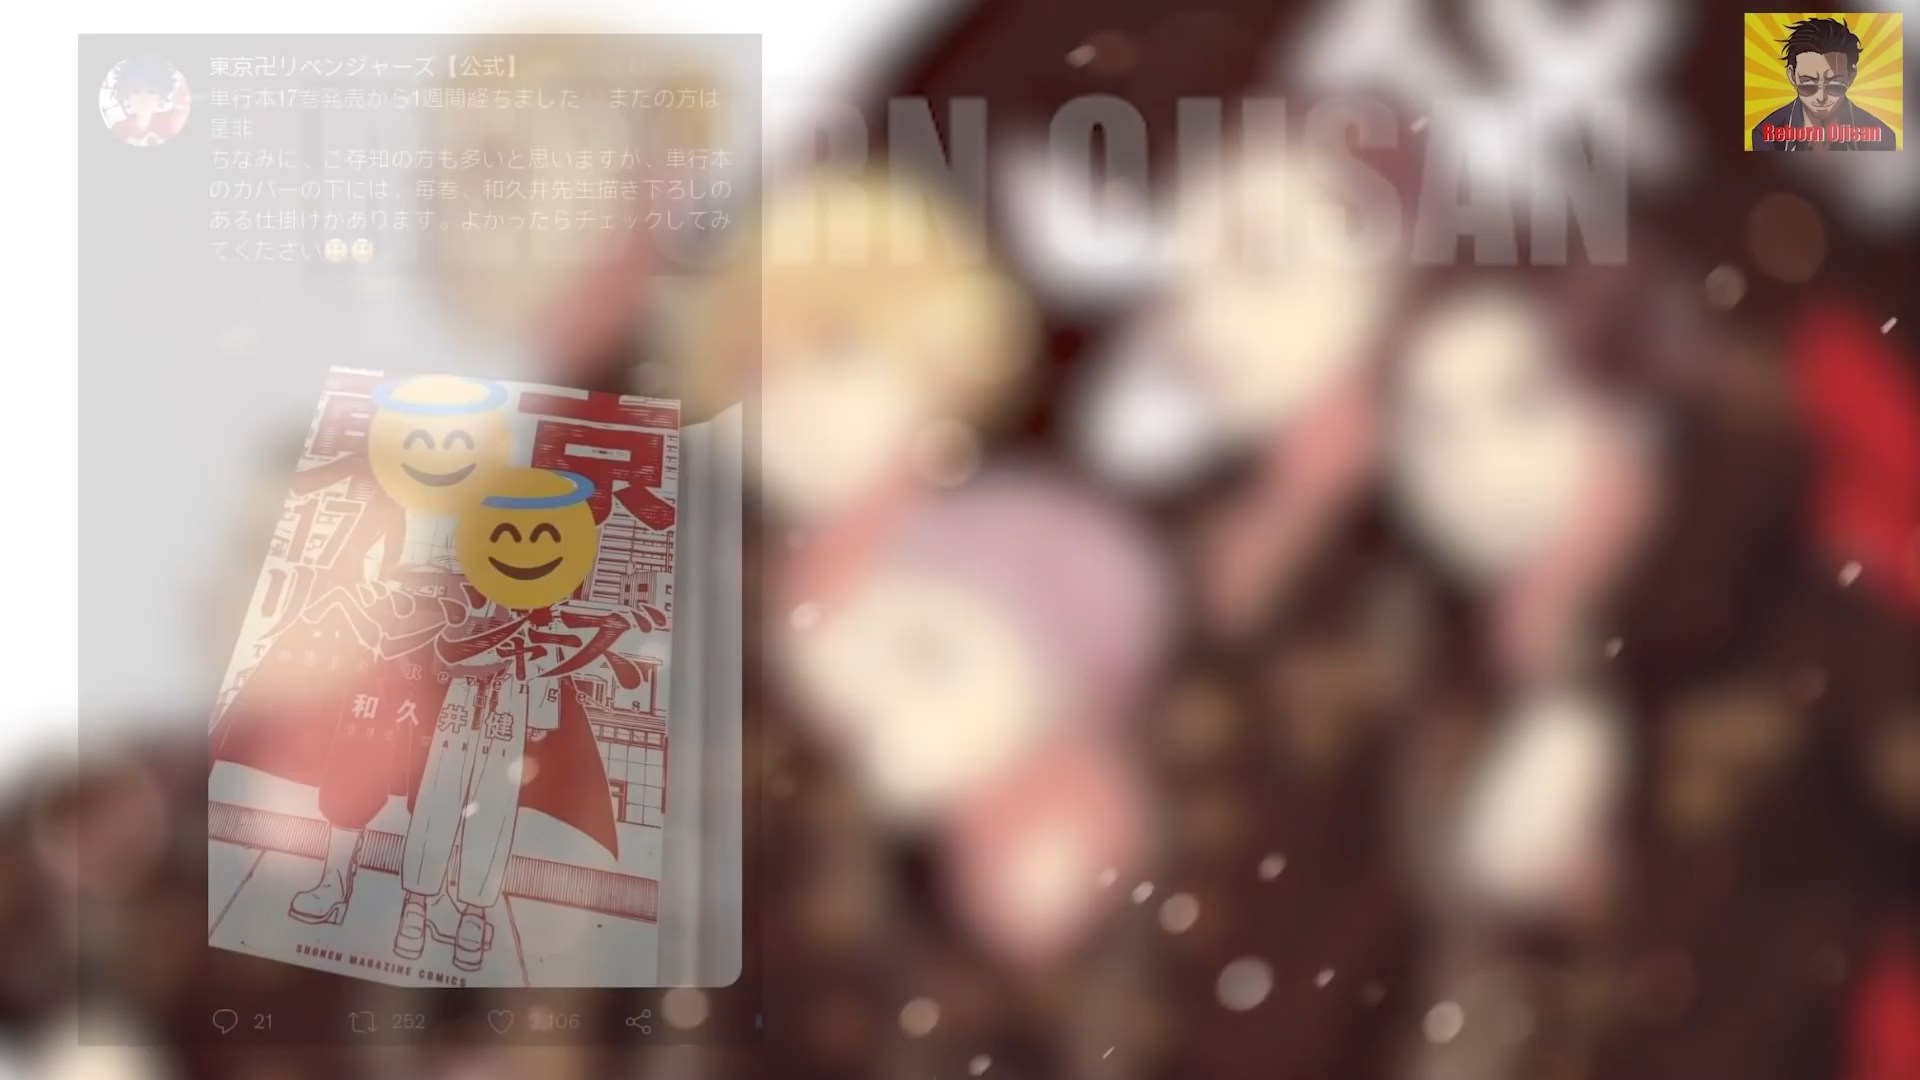 東京卍リベンジャーズ【公式】
単行本17巻発売から1週間経ちました まだの方は
是非
ちなみに、ご存知の方も多いと思いますが、単行本
のカバーの下には、毎巻、和久井先生描き下ろしの
ある仕掛けがあります。よかったらチェックしてみ
てください
RN OJISAN
Reborn Ojisan
東京
17
リベンジャーズ
Tokyo Revengers
和久井健
KEN WAKUI
SHONEN MAGAZINE COMICS
21 252